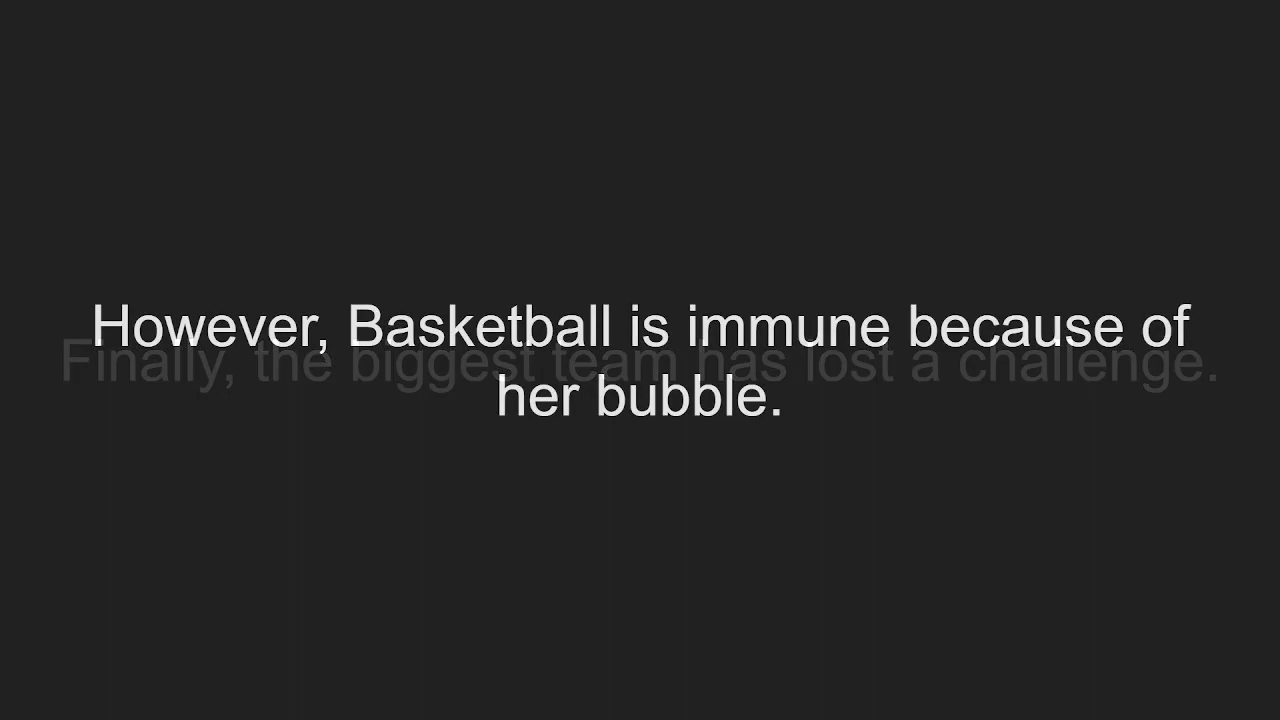 However, Basketball is immune because of
Finally, the biggest team has lost a challenge.
her bubble.